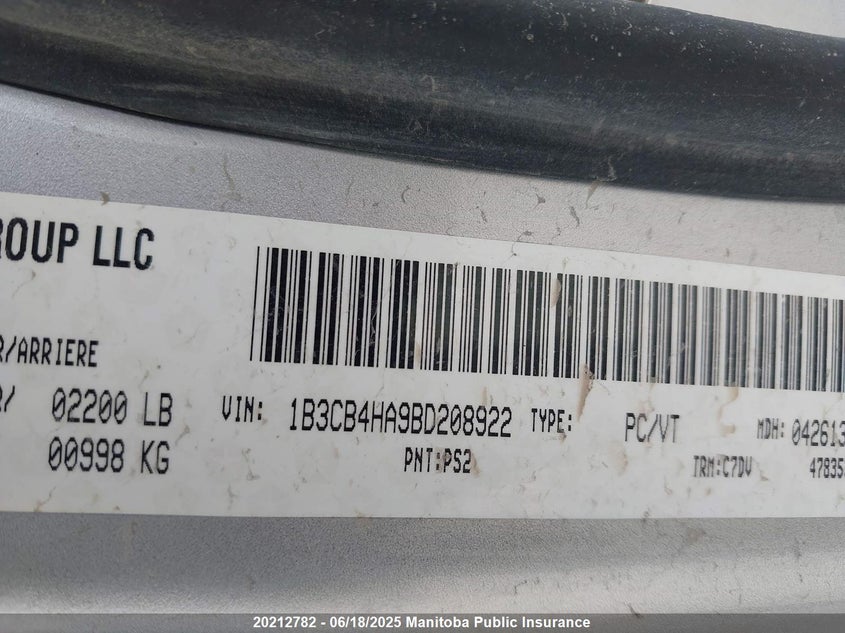 ROUP LLC
R/ARRIERE
02200 LB VIN: 1B3CB4HA9BD208922 TYPE: PC/VT MDH: 042613
00998 KG PNT:PS2 TRM:C7DV 47835
20212782 - 06/18/2025 Manitoba Public Insurance